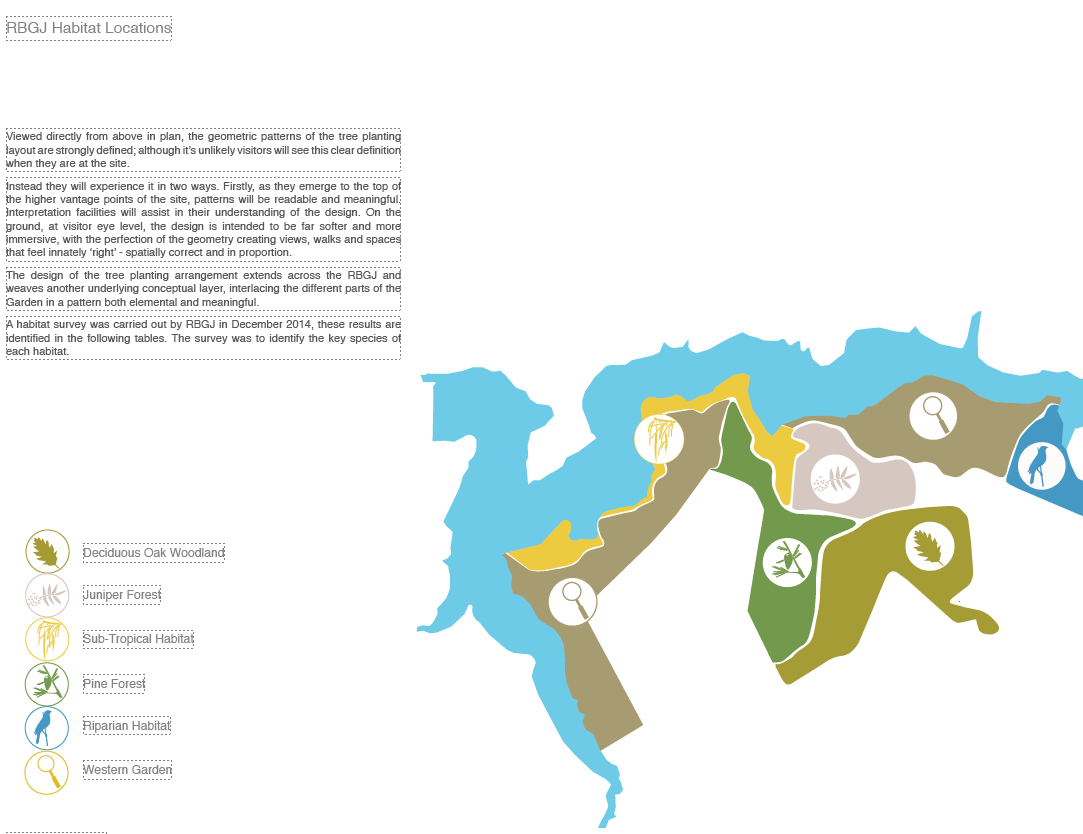 RBGJ Habitat Locations
Viewed directly from above in plan, the geometric patterns of the tree planting
layout are strongly defined; although it's unlikely visitors will see this clear definition
when they are at the site.
Instead they will experience it in two ways. Firstly, as they emerge to the top of
the higher vantage points of the site, patterns will be readable and meaningful.
Interpretation facilities will assist in their understanding of the design. On the
ground, at visitor eye level, the design is intended to be far softer and more
immersive, with the perfection of the geometry creating views, walks and spaces
that feel innately ‘right’ - spatially correct and in proportion.
The design of the tree planting arrangement extends across the RBGJ and
weaves another underlying conceptual layer, interlacing the different parts of the
Garden in a pattern both elemental and meaningful.
A habitat survey was carried out by RBGJ in December 2014, these results are
identified in the following tables. The survey was to identify the key species of
each habitat.
Deciduous Oak Woodland
Juniper Forest
Sub-Tropical Habitat
Pine Forest
Riparian Habitat
Western Garden